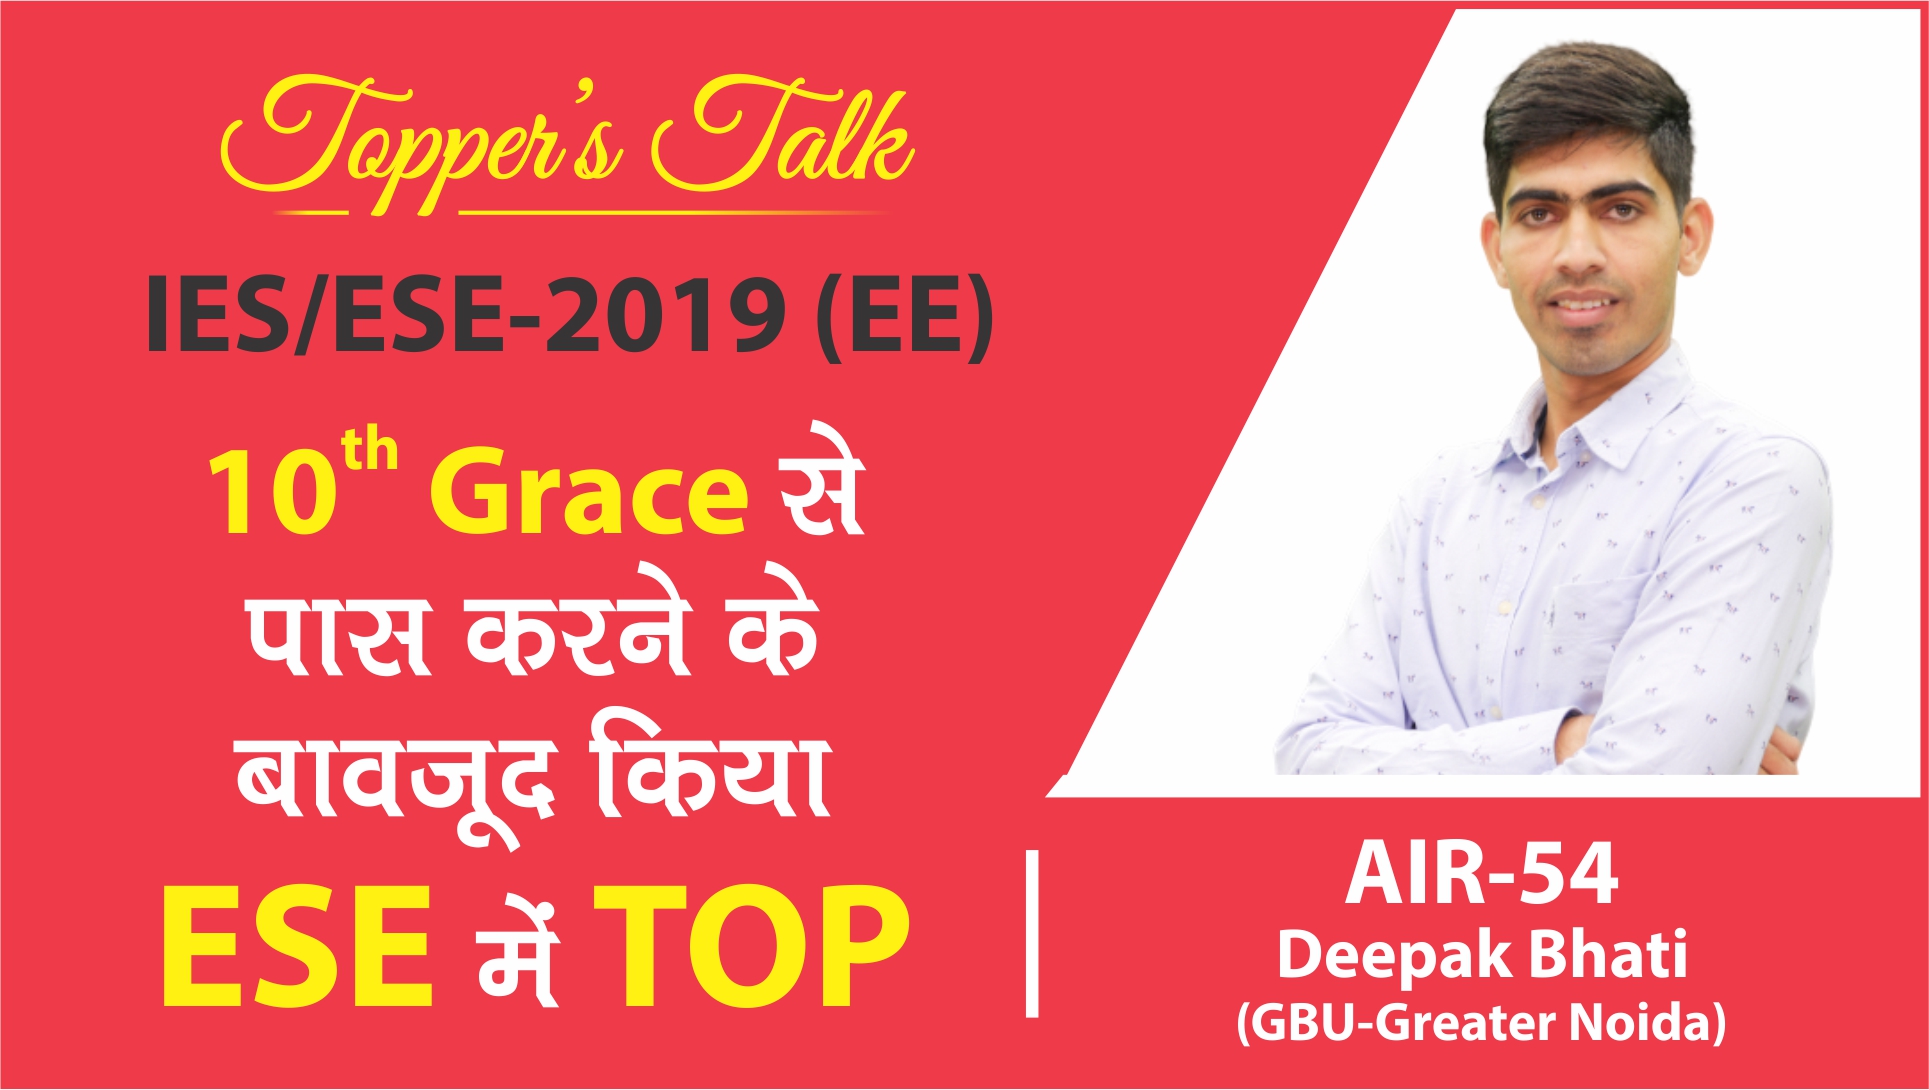 Topper's Talk
IES/ESE-2019 (EE)
10th Grace से
पास करने के
बावजूद किया
ESE में TOP
AIR-54
Deepak Bhati
(GBU-Greater Noida)